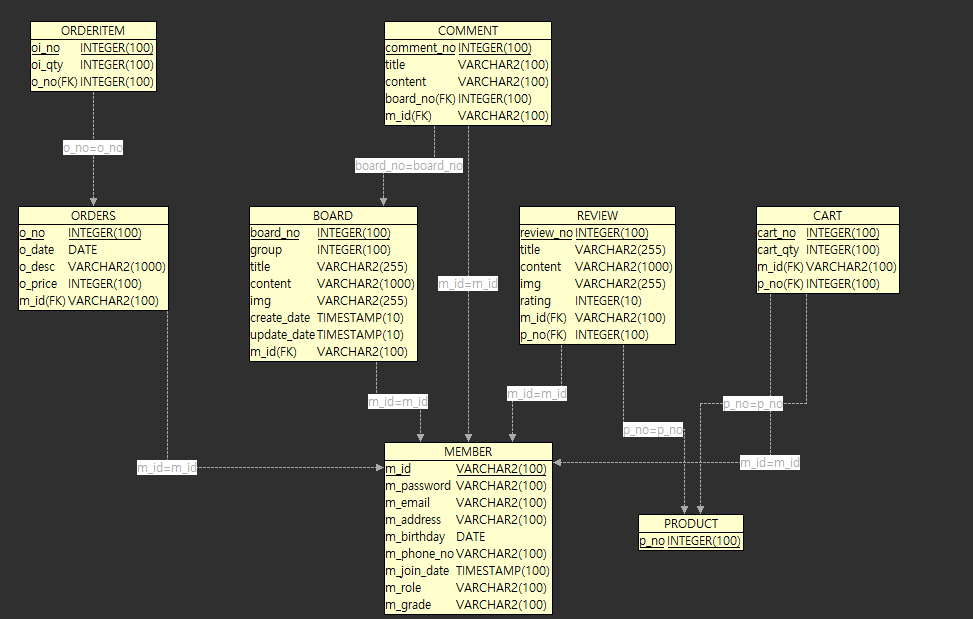 ORDERITEM
oi_no INTEGER(100)
oi_qty INTEGER(100)
o_no(FK) INTEGER(100)
COMMENT
comment_no INTEGER(100)
title VARCHAR2(100)
content VARCHAR2(100)
board_no(FK) INTEGER(100)
m_id(FK) VARCHAR2(100)
o_no=o_no
board_no=board_no
ORDERS
o_no INTEGER(100)
o_date DATE
o_desc VARCHAR2(1000)
o_price INTEGER(100)
m_id(FK) VARCHAR2(100)
BOARD
board_no INTEGER(100)
group INTEGER(100)
title VARCHAR2(255)
content VARCHAR2(1000)
img VARCHAR2(255)
create_date TIMESTAMP(10)
update_date TIMESTAMP(10)
m_id(FK) VARCHAR2(100)
m_id=m_id
REVIEW
review_no INTEGER(100)
title VARCHAR2(255)
content VARCHAR2(1000)
img VARCHAR2(255)
rating INTEGER(10)
m_id(FK) VARCHAR2(100)
p_no(FK) INTEGER(100)
CART
cart_no INTEGER(100)
cart_qty INTEGER(100)
m_id(FK) VARCHAR2(100)
p_no(FK) INTEGER(100)
m_id=m_id
m_id=m_id
p_no=p_no
p_no=p_no
m_id=m_id
m_id=m_id
MEMBER
m_id VARCHAR2(100)
m_password VARCHAR2(100)
m_email VARCHAR2(100)
m_address VARCHAR2(100)
m_birthday DATE
m_phone_no VARCHAR2(100)
m_join_date TIMESTAMP(100)
m_role VARCHAR2(100)
m_grade VARCHAR2(100)
PRODUCT
p_no INTEGER(100)